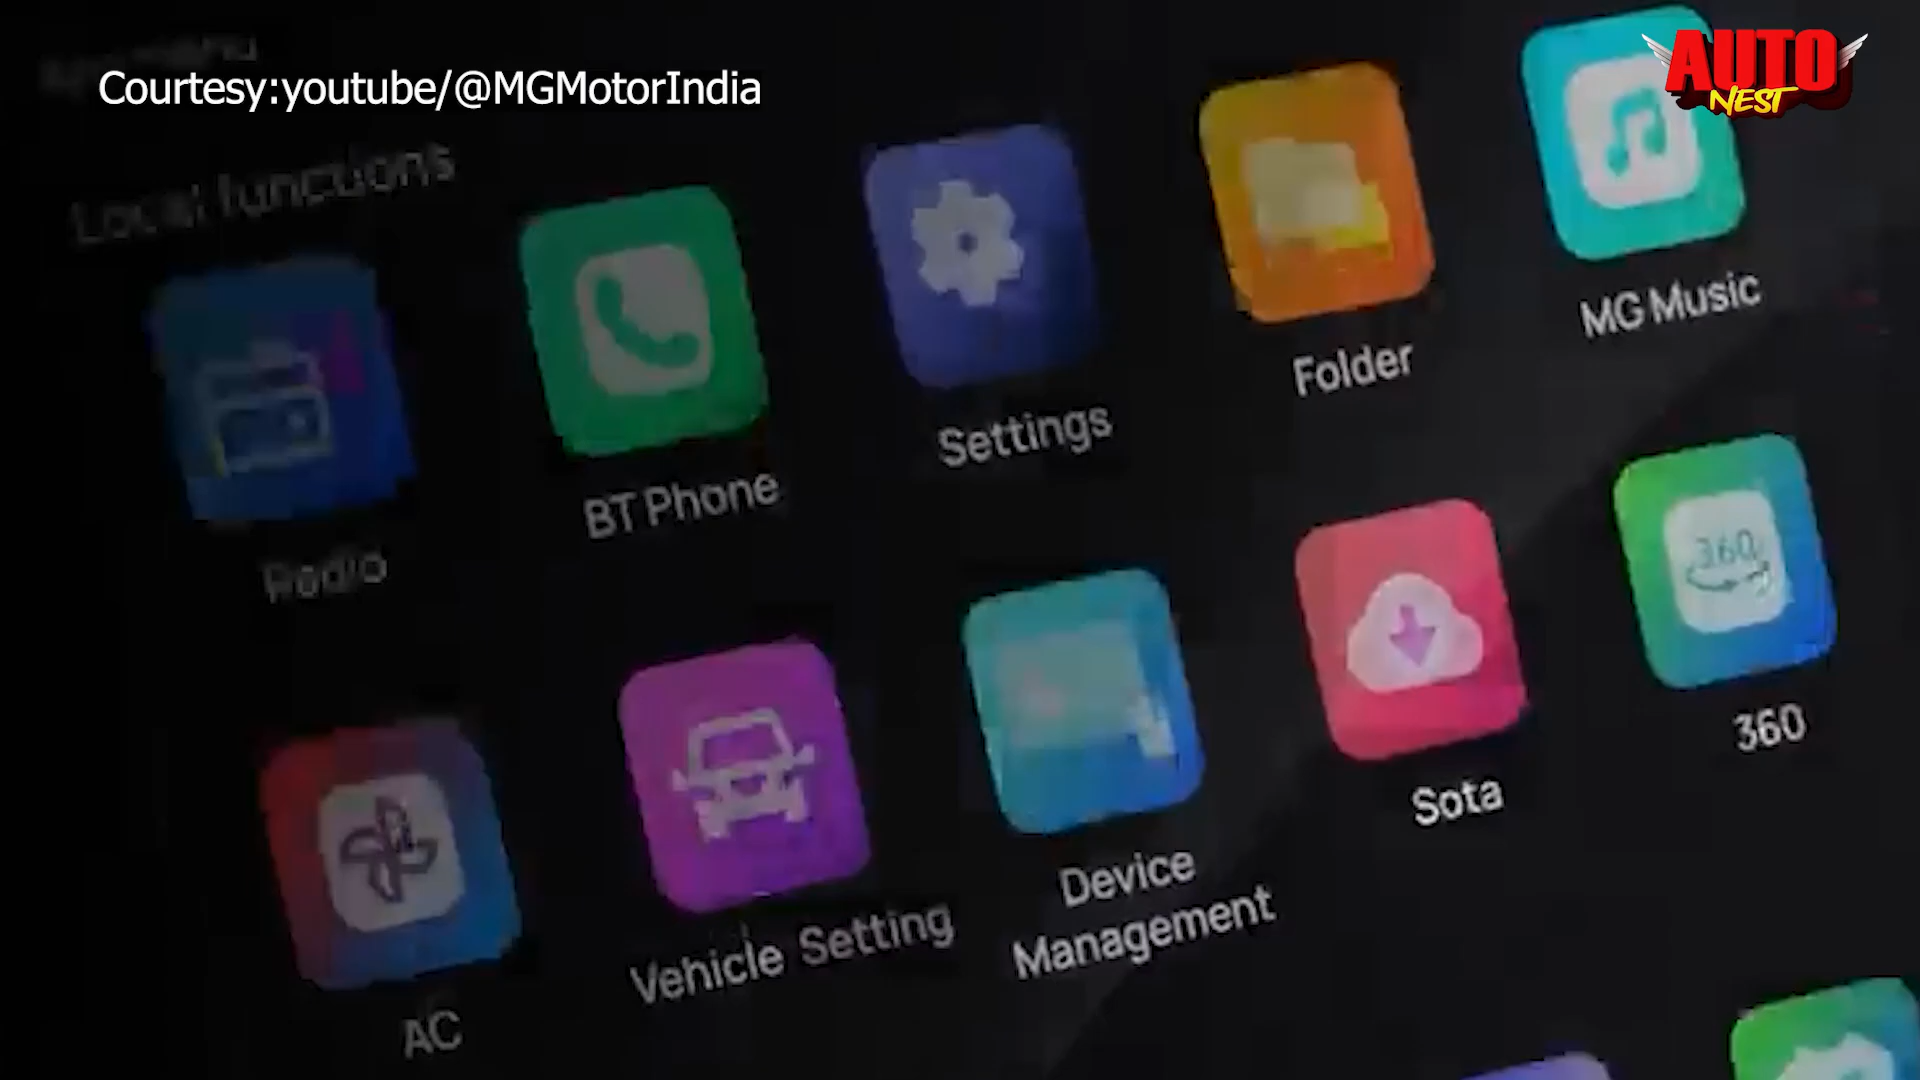 Courtesy:youtube/@MGMotorIndia
AUTO
NEST
Local functions
Radio
BT Phone
Settings
Folder
MG Music
AC
Vehicle Setting
Device
Management
Sota
360
360